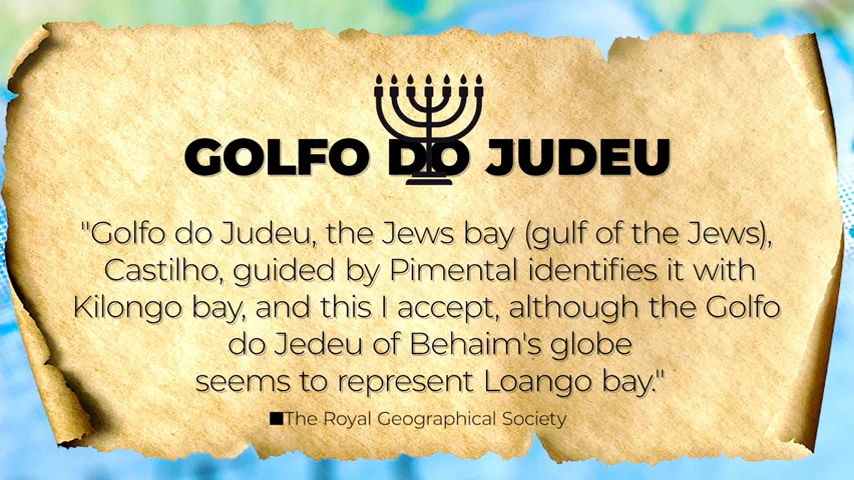 GOLFO DO JUDEU
"Golfo do Judeu, the Jews bay (gulf of the Jews),
Castilho, guided by Pimental identifies it with
Kilongo bay, and this I accept, although the Golfo
do Jedeu of Behaim's globe
seems to represent Loango bay."
■The Royal Geographical Society